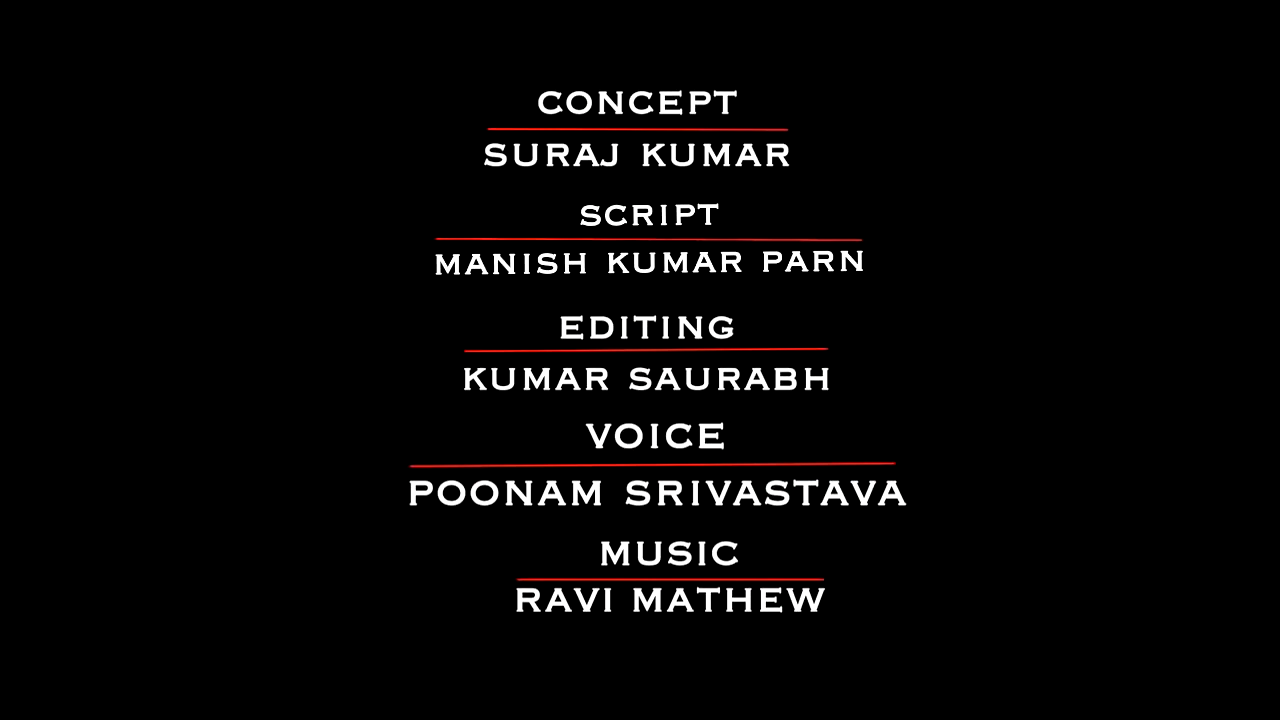 CONCEPT
SURAJ KUMAR
SCRIPT
MANISH KUMAR PARN
EDITING
KUMAR SAURABH
VOICE
POONAM SRIVASTAVA
MUSIC
RAVI MATHEW